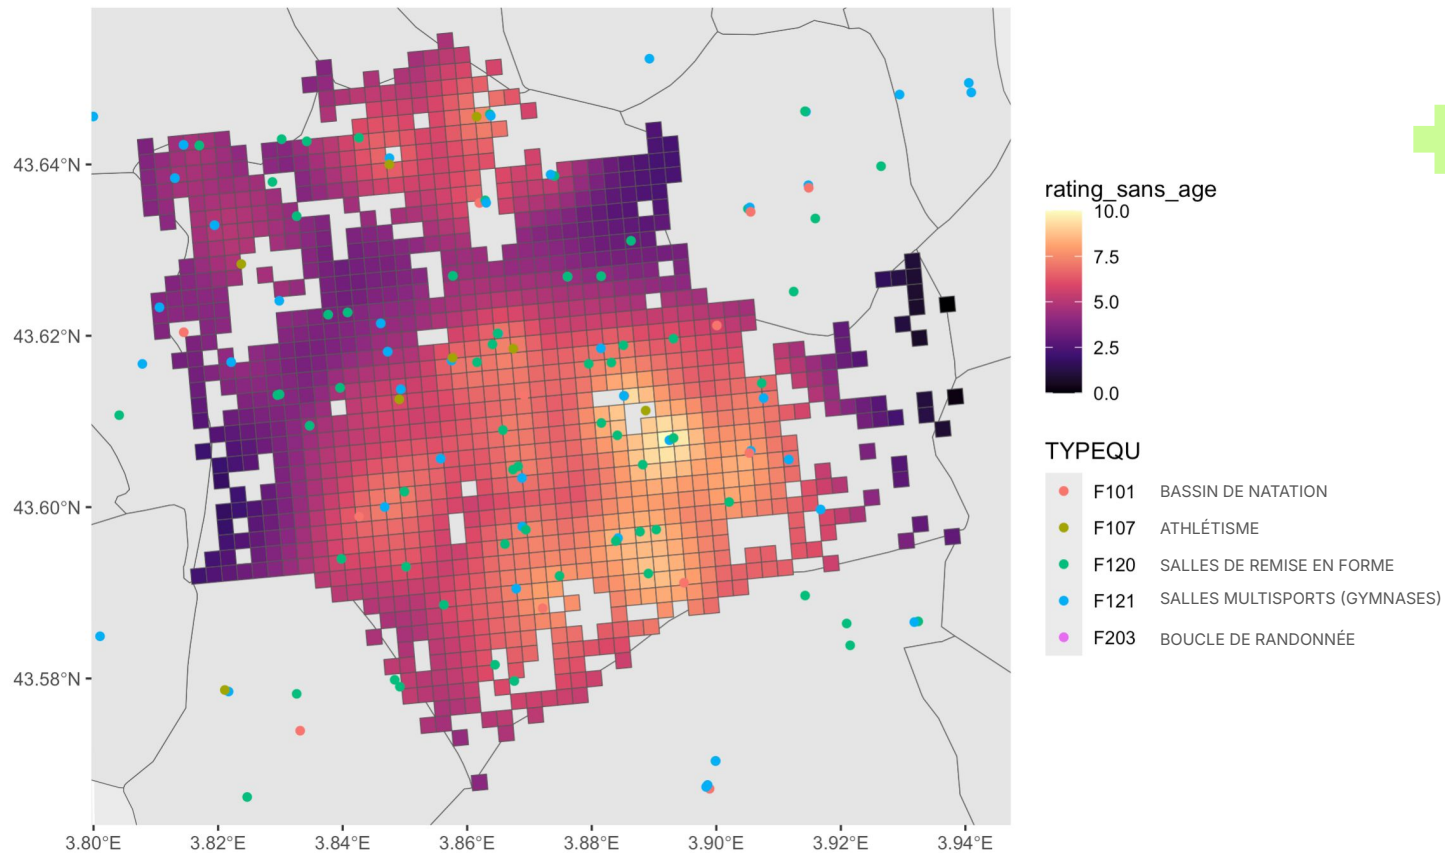 43.64°N
43.62°N
43.60°N
43.58°N
3.80°E 3.82°E 3.84°E 3.86°E 3.88°E 3.90°E 3.92°E 3.94°E
rating_sans_age
10.0
7.5
5.0
2.5
0.0
TYPEQU
F101 BASSIN DE NATATION
F107 ATHLÉTISME
F120 SALLES DE REMISE EN FORME
F121 SALLES MULTISPORTS (GYMNASES)
F203 BOUCLE DE RANDONNÉE